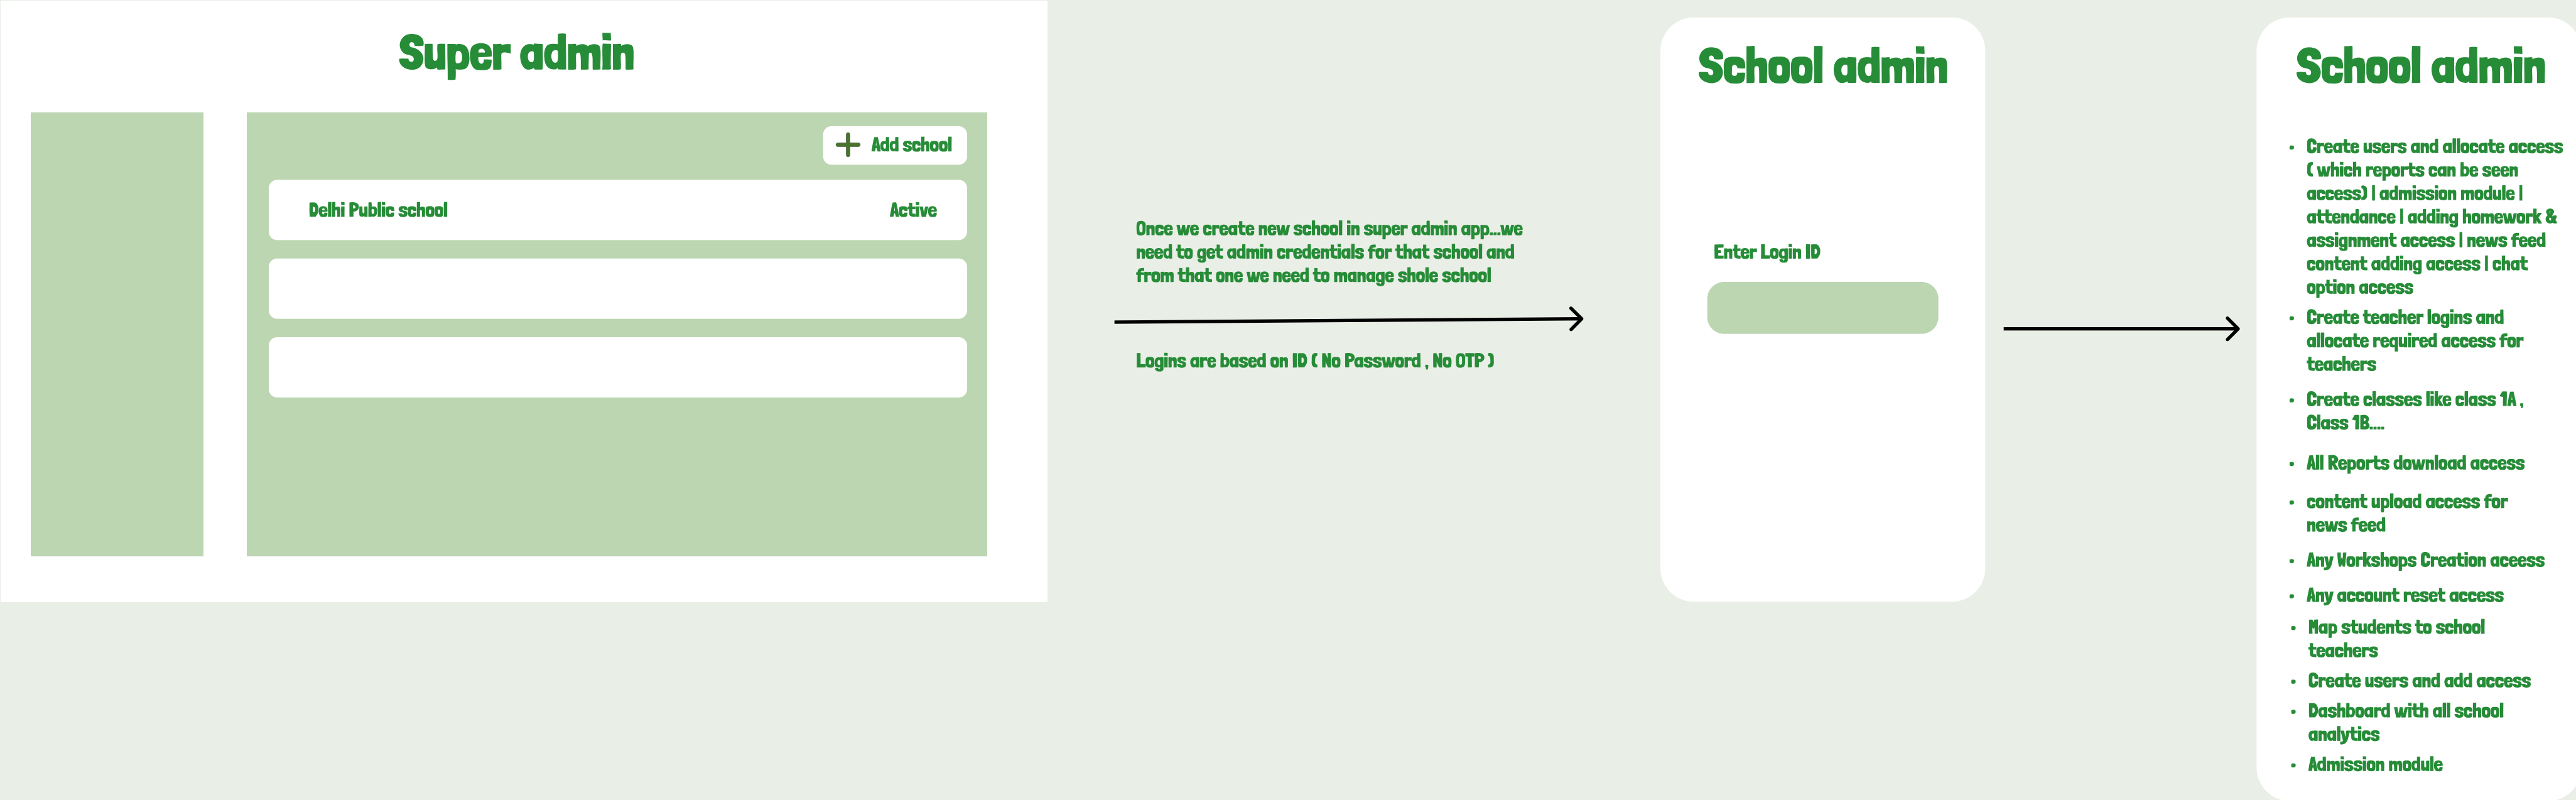 Super admin
Add school
Delhi Public school
Active
Once we create new school in super admin app...we
need to get admin credentials for that school and
from that one we need to manage shole school
Logins are based on ID ( No Password , No OTP )
School admin
Enter Login ID
School admin
• Create users and allocate access
( which reports can be seen
access) | admission module |
attendance | adding homework &
assignment access | news feed
content adding access | chat
option access
• Create teacher logins and
allocate required access for
teachers
• Create classes like class 1A ,
Class 1B....
• All Reports download access
• content upload access for
news feed
• Any Workshops Creation aceess
• Any account reset access
• Map students to school
teachers
• Create users and add access
• Dashboard with all school
analytics
• Admission module